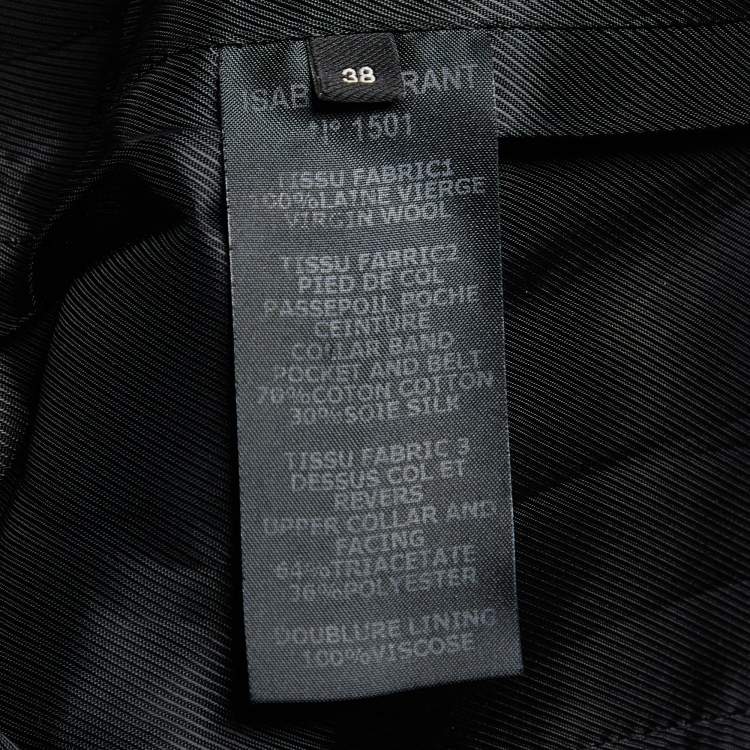 38
ISAB RANT
N° 1501
TISSU FABRIC1
100%LAINE VIERGE
VIRGIN WOOL
TISSU FABRIC2
PIED DE COL
PASSEPOIL POCHE
CEINTURE
COLLAR BAND
POCKET AND BELT
70%COTON COTTON
30%SOIE SILK
TISSU FABRIC 3
DESSUS COL ET
REVERS
UPPER COLLAR AND
FACING
64%TRIACETATE
36%POLYESTER
DOUBLURE LINING
100%VISCOSE